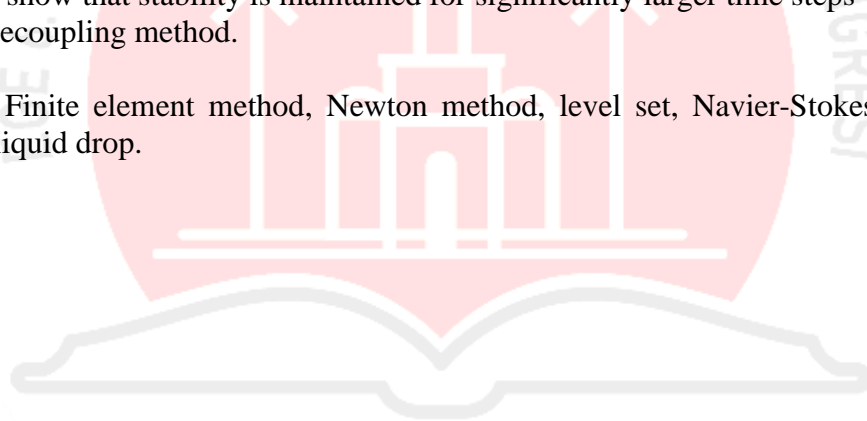 show that stability is maintained for significantly larger time steps
ecoupling method.
Finite element method, Newton method, level set, Navier-Stokes
iquid drop.